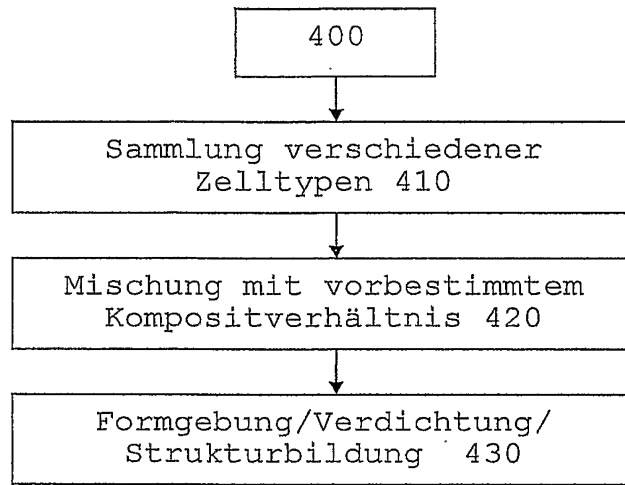 400
Sammlung verschiedener
Zelltypen 410
Mischung mit vorbestimmtem
Kompositverhältnis 420
Formgebung/Verdichtung/
Strukturbildung 430